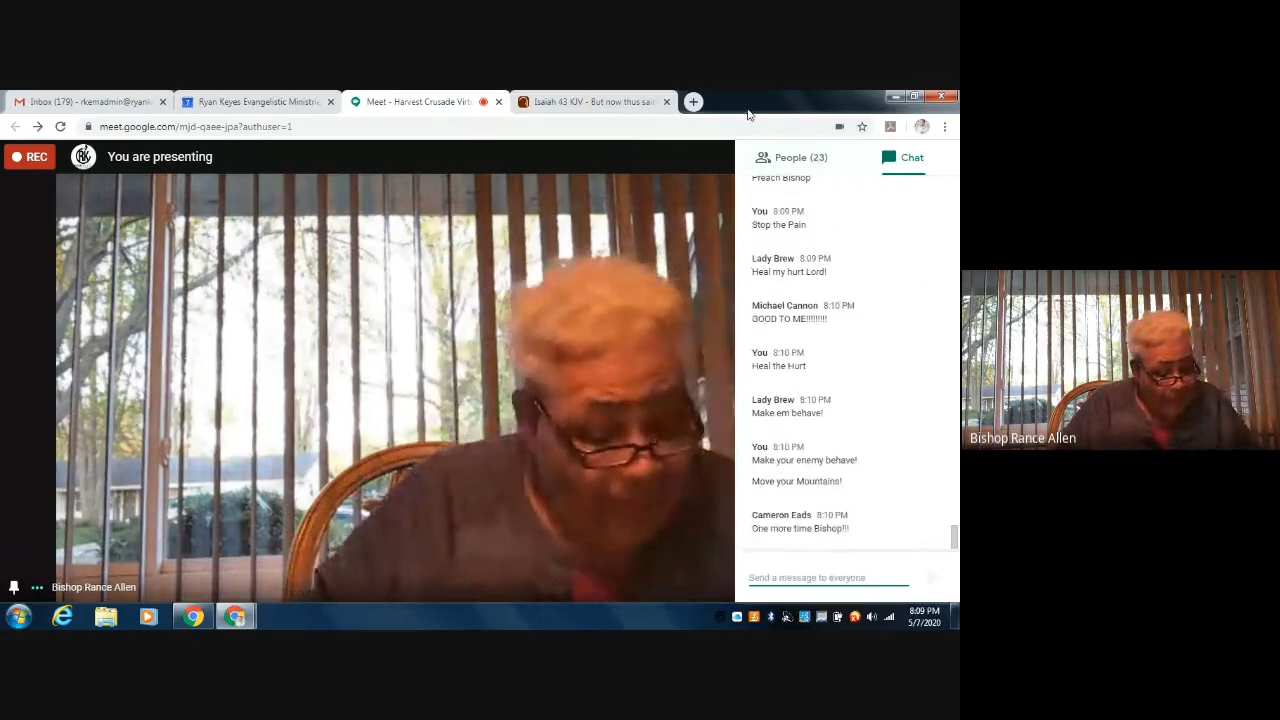 Inbox (179) - rkemadmin@ryank
Ryan Keyes Evangelistic Ministrie
Meet - Harvest Crusade Virtu
Isaiah 43 KJV - But now thus sait
meet.google.com/mjd-qaee-jpa?authuser=1
REC
RK
You are presenting
People (23)
Chat
Preach Bishop
You 8:09 PM
Stop the Pain
Lady Brew 8:09 PM
Heal my hurt Lord!
Michael Cannon 8:10 PM
GOOD TO ME!!!!!!!!!
You 8:10 PM
Heal the Hurt
Lady Brew 8:10 PM
Make em behave!
You 8:10 PM
Make your enemy behave!
Move your Mountains!
Cameron Eads 8:10 PM
One more time Bishop!!!
Send a message to everyone
Bishop Rance Allen
8:09 PM
5/7/2020
Bishop Rance Allen